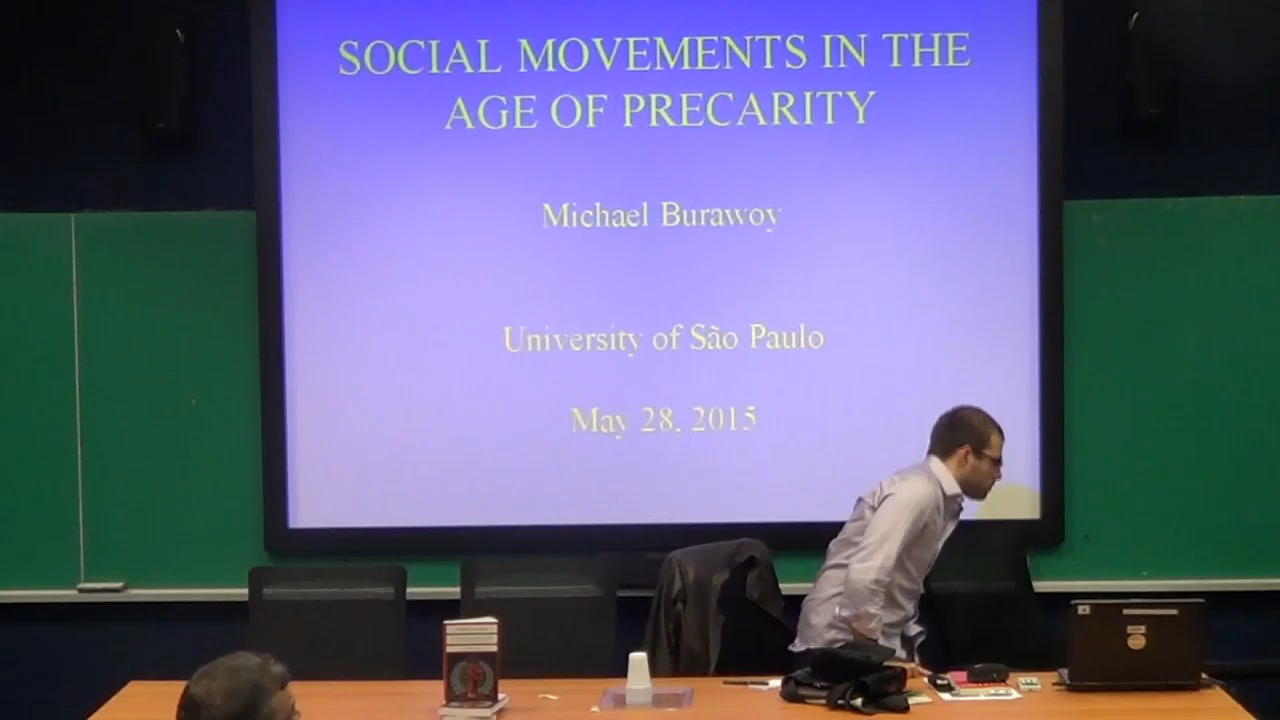 SOCIAL MOVEMENTS IN THE
AGE OF PRECARITY
Michael Burawoy
University of São Paulo
May 28, 2015